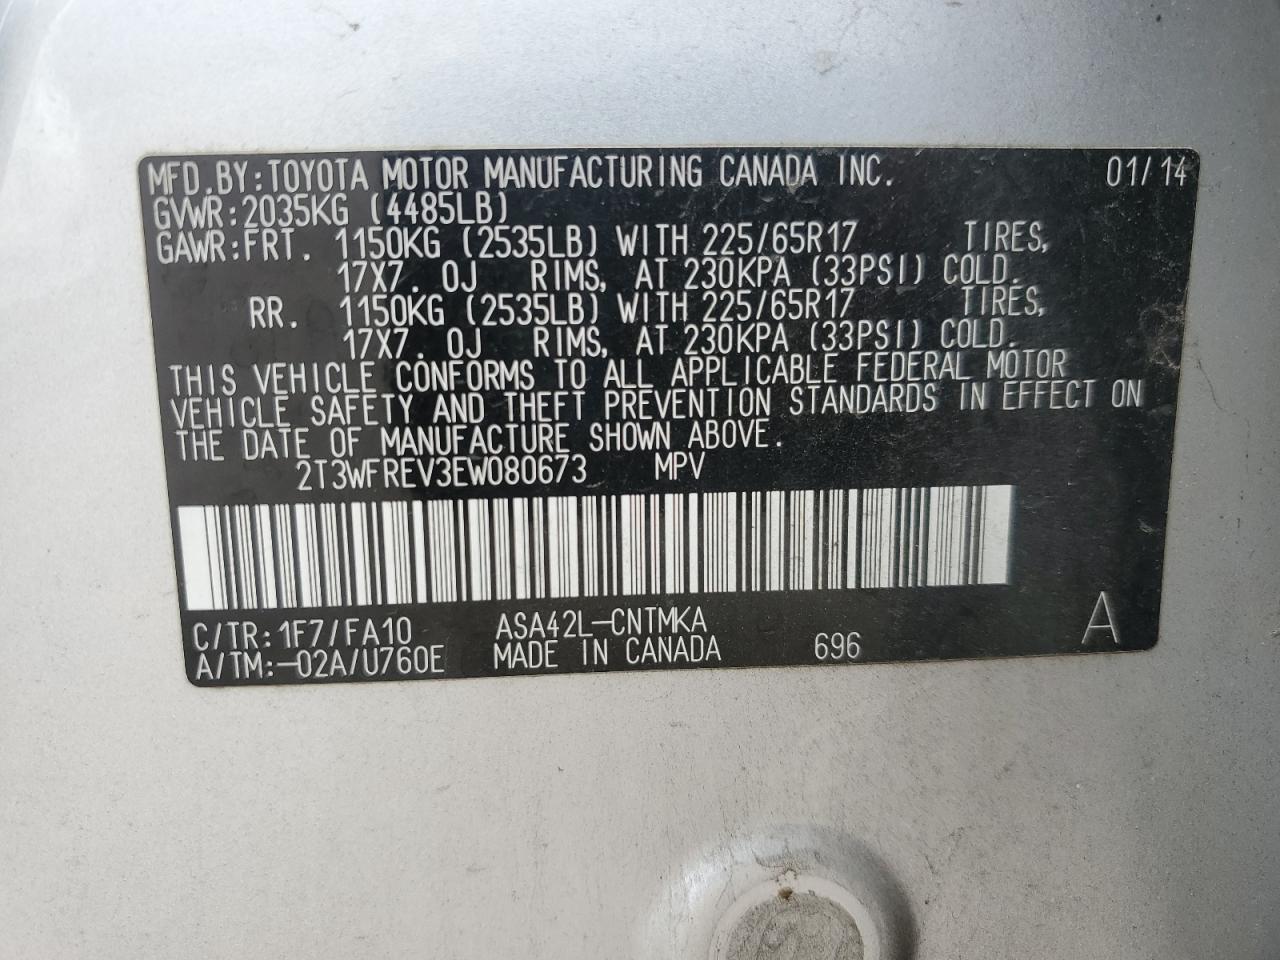 MFD.BY:TOYOTA MOTOR MANUFACTURING CANADA INC. 01/14
GVWR:2035KG (4485LB)
GAWR:FRT. 1150KG (2535LB) WITH 225/65R17 TIRES,
17X7.0J RIMS, AT 230KPA (33PSI) COLD.
RR. 1150KG (2535LB) WITH 225/65R17 TIRES,
17X7.0J RIMS, AT 230KPA (33PSI) COLD.
THIS VEHICLE CONFORMS TO ALL APPLICABLE FEDERAL MOTOR
VEHICLE SAFETY AND THEFT PREVENTION STANDARDS IN EFFECT ON
THE DATE OF MANUFACTURE SHOWN ABOVE.
2T3WFREV3EW080673 MPV
C/TR:1F7/FA10 ASA42L-CNTMKA A
A/TM:-02A/U760E MADE IN CANADA 696